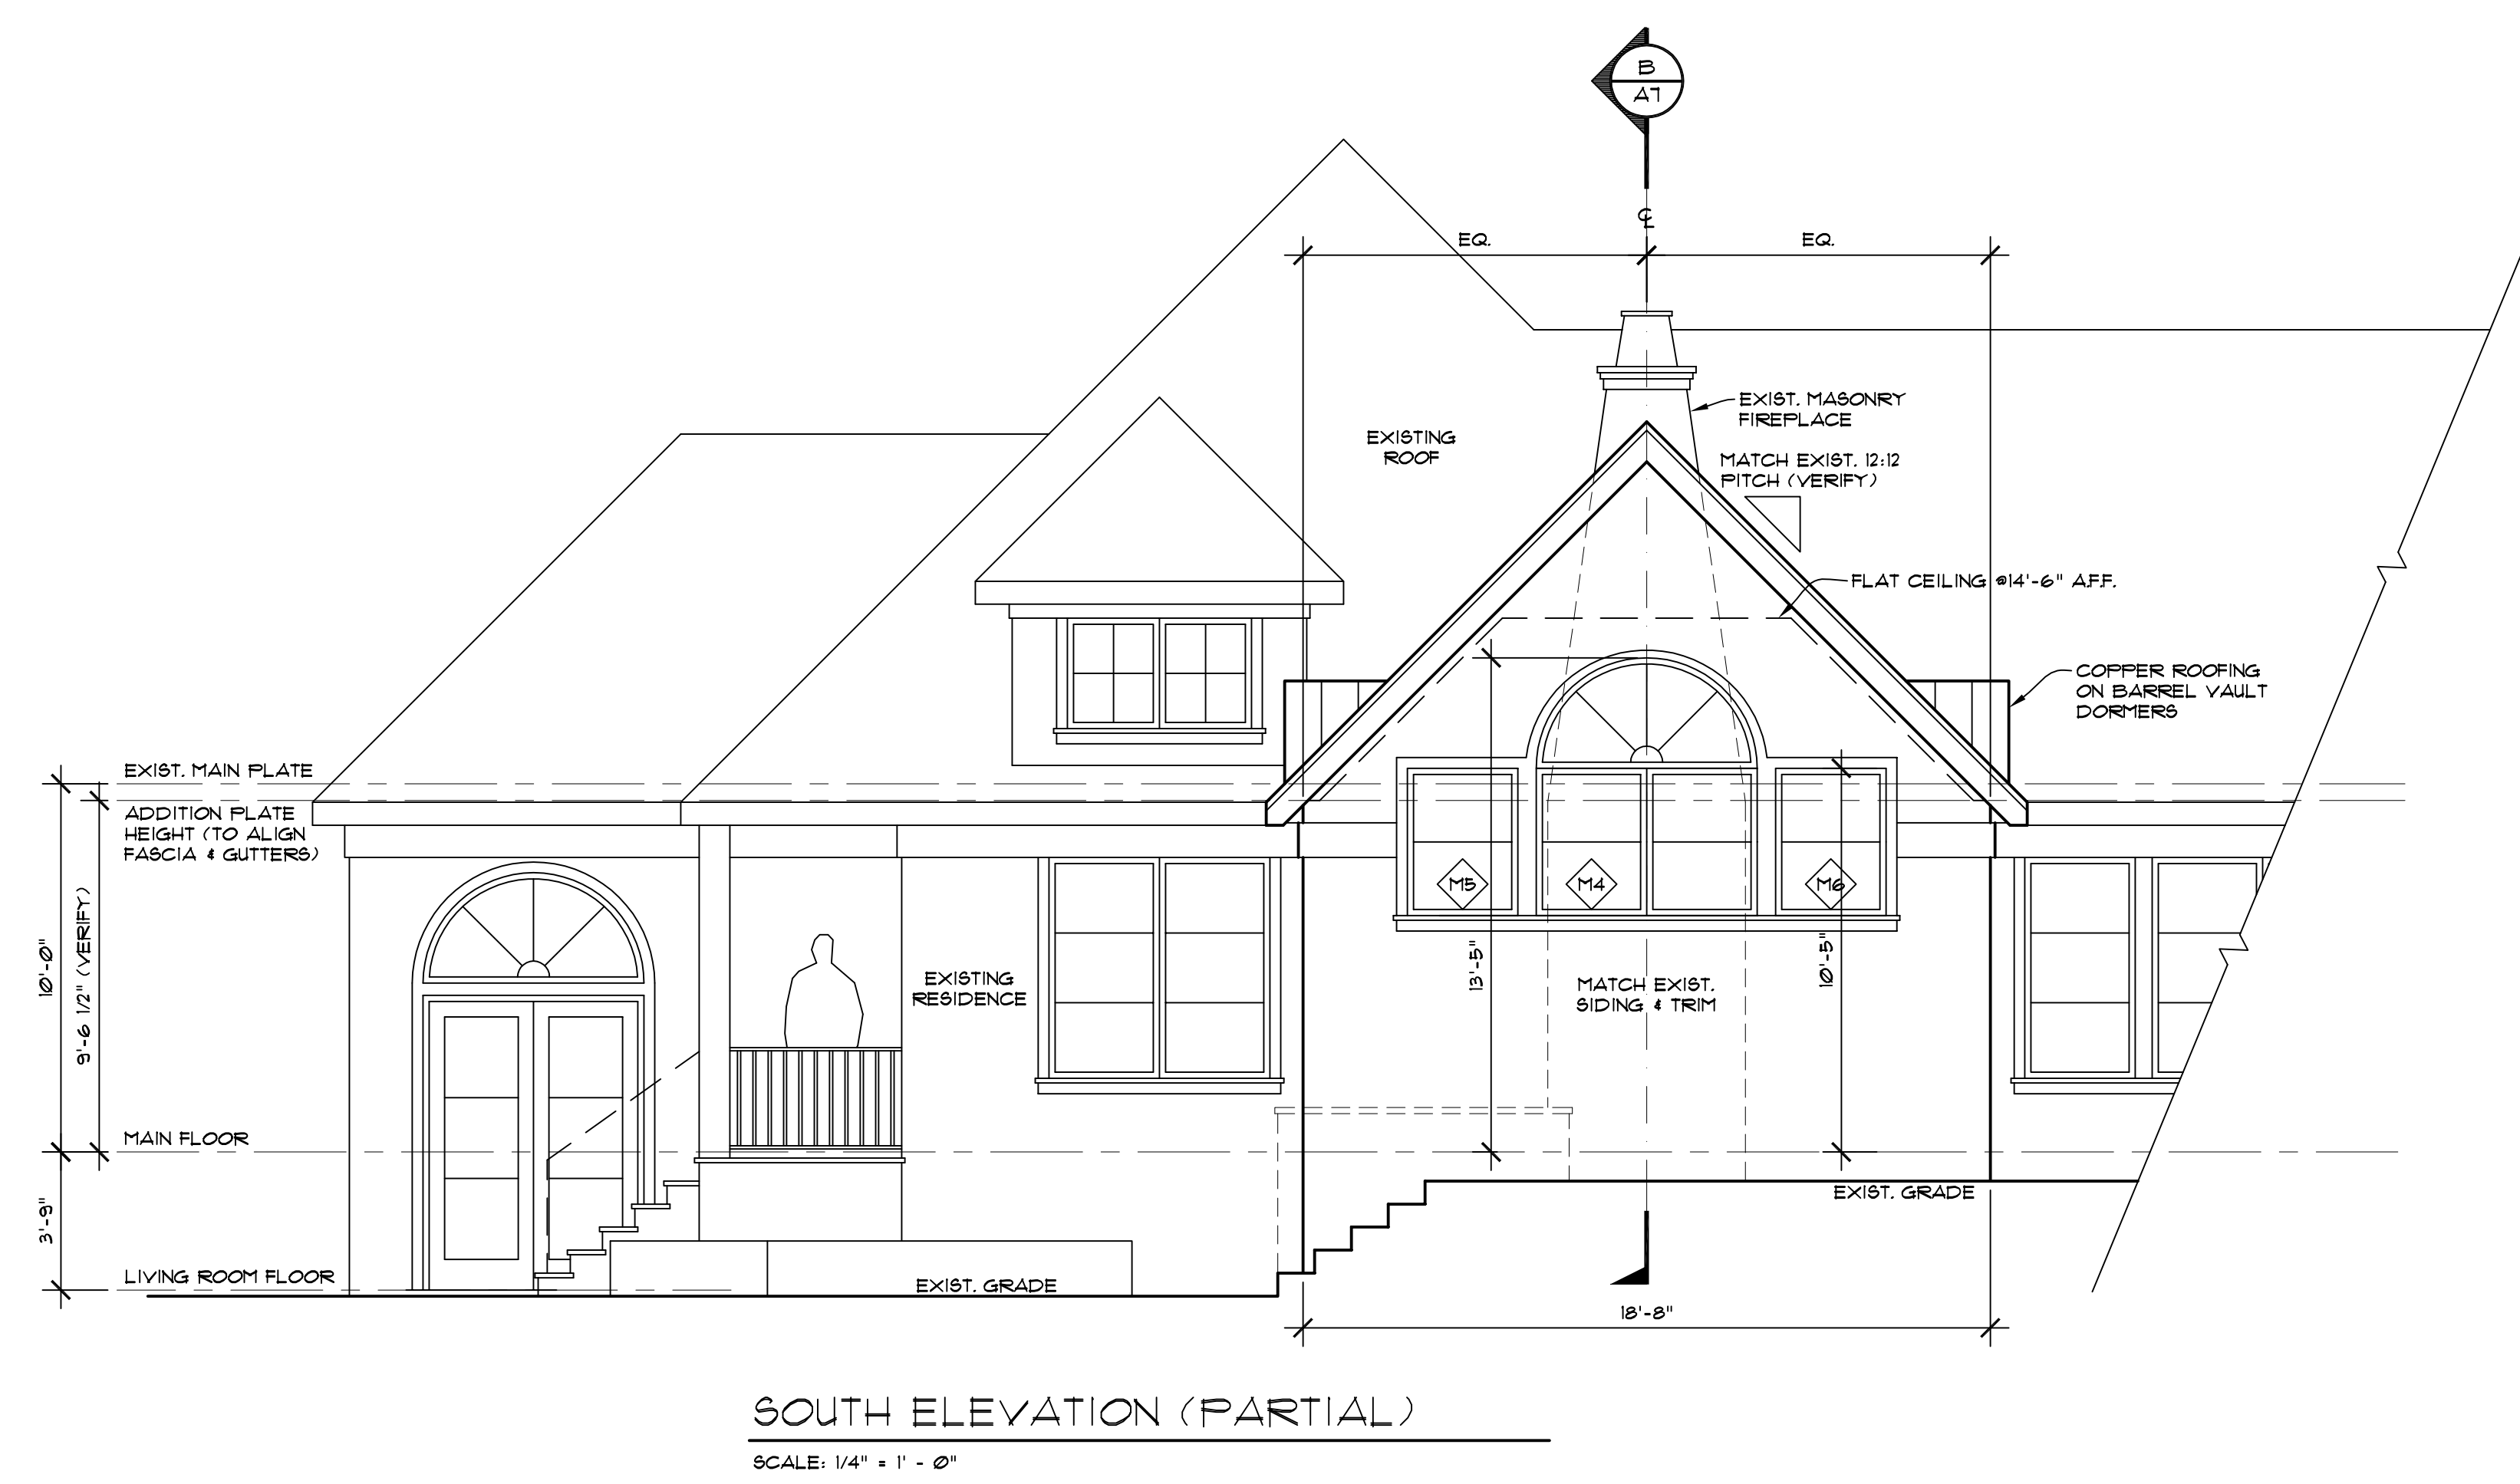 B
A7
℄
EQ.
EQ.
EXIST. MASONRY
FIREPLACE
EXISTING
ROOF
MATCH EXIST. 12:12
PITCH (VERIFY)
FLAT CEILING @14'-6" A.F.F.
COPPER ROOFING
ON BARREL VAULT
DORMERS
EXIST. MAIN PLATE
ADDITION PLATE
HEIGHT (TO ALIGN
FASCIA & GUTTERS)
M5
M4
M6
10'-0"
9'-6 1/2" (VERIFY)
13'-5"
10'-5"
EXISTING
RESIDENCE
MATCH EXIST.
SIDING & TRIM
MAIN FLOOR
3'-9"
EXIST. GRADE
LIVING ROOM FLOOR
EXIST. GRADE
18'-8"
SOUTH ELEVATION (PARTIAL)
SCALE: 1/4" = 1' - 0"